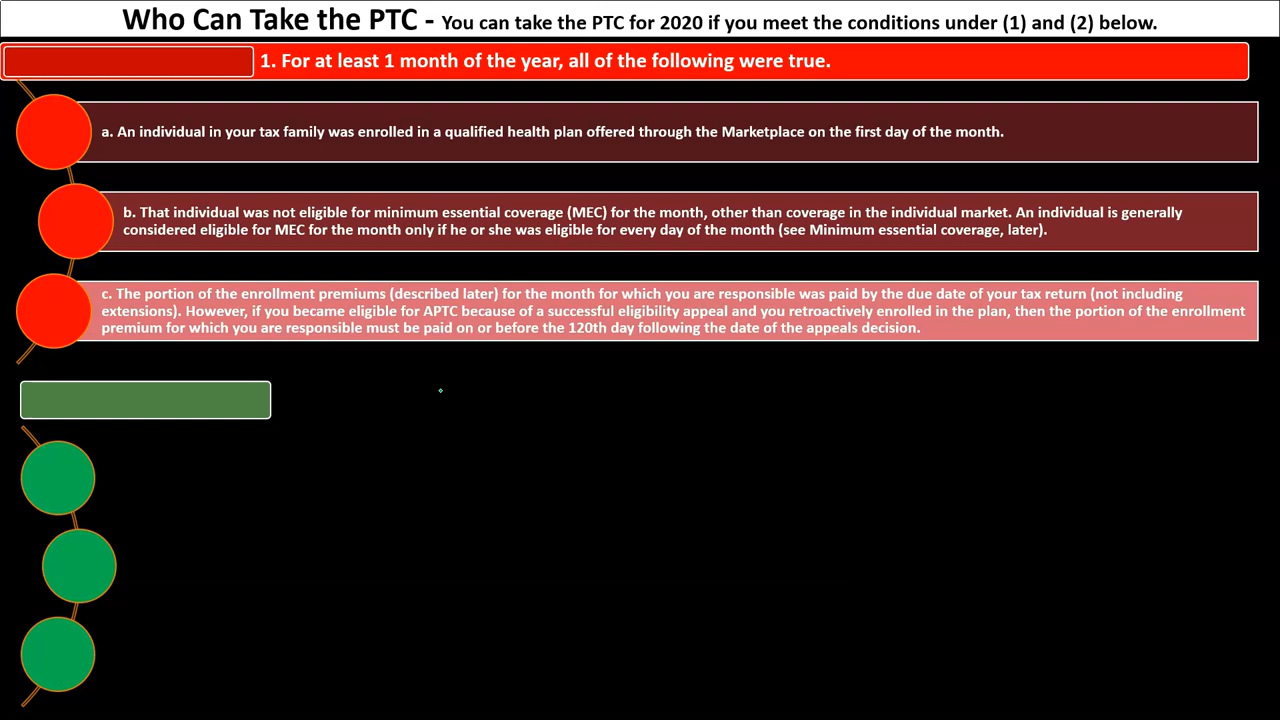 Who Can Take the PTC - You can take the PTC for 2020 if you meet the conditions under (1) and (2) below.
1. For at least 1 month of the year, all of the following were true.
a. An individual in your tax family was enrolled in a qualified health plan offered through the Marketplace on the first day of the month.
b. That individual was not eligible for minimum essential coverage (MEC) for the month, other than coverage in the individual market. An individual is generally
considered eligible for MEC for the month only if he or she was eligible for every day of the month (see Minimum essential coverage, later).
c. The portion of the enrollment premiums (described later) for the month for which you are responsible was paid by the due date of your tax return (not including
extensions). However, if you became eligible for APTC because of a successful eligibility appeal and you retroactively enrolled in the plan, then the portion of the enrollment
premium for which you are responsible must be paid on or before the 120th day following the date of the appeals decision.